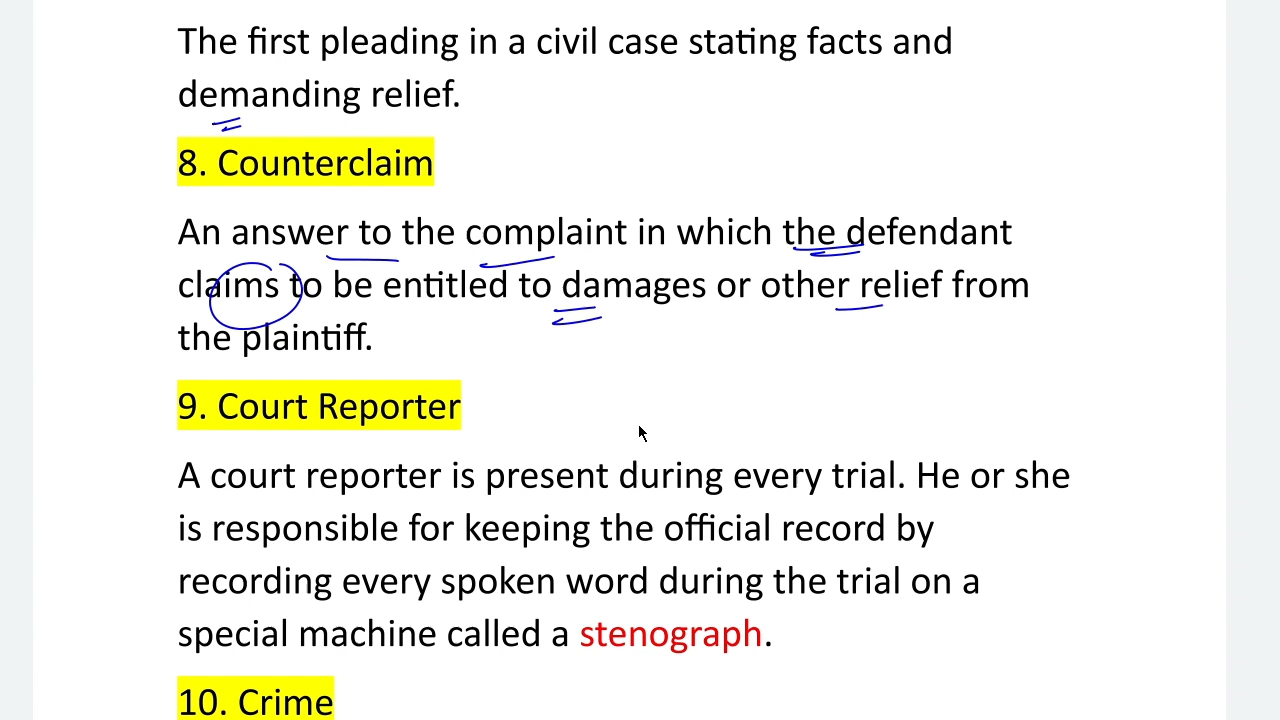 The first pleading in a civil case stating facts and
demanding relief.
8. Counterclaim
An answer to the complaint in which the defendant
claims to be entitled to damages or other relief from
the plaintiff.
9. Court Reporter
A court reporter is present during every trial. He or she
is responsible for keeping the official record by
recording every spoken word during the trial on a
special machine called a stenograph.
10. Crime